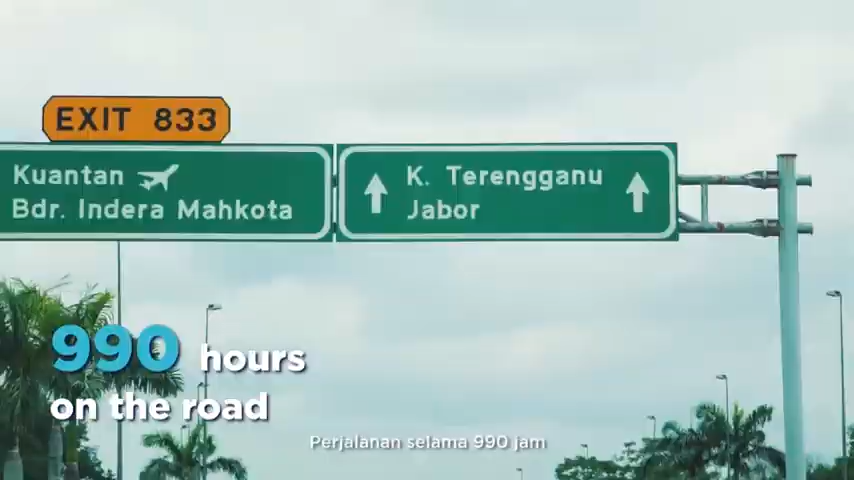 EXIT 833
Kuantan
Bdr. Indera Mahkota
K. Terengganu
Jabor
990 hours
on the road
Perjalanan selama 990 jam